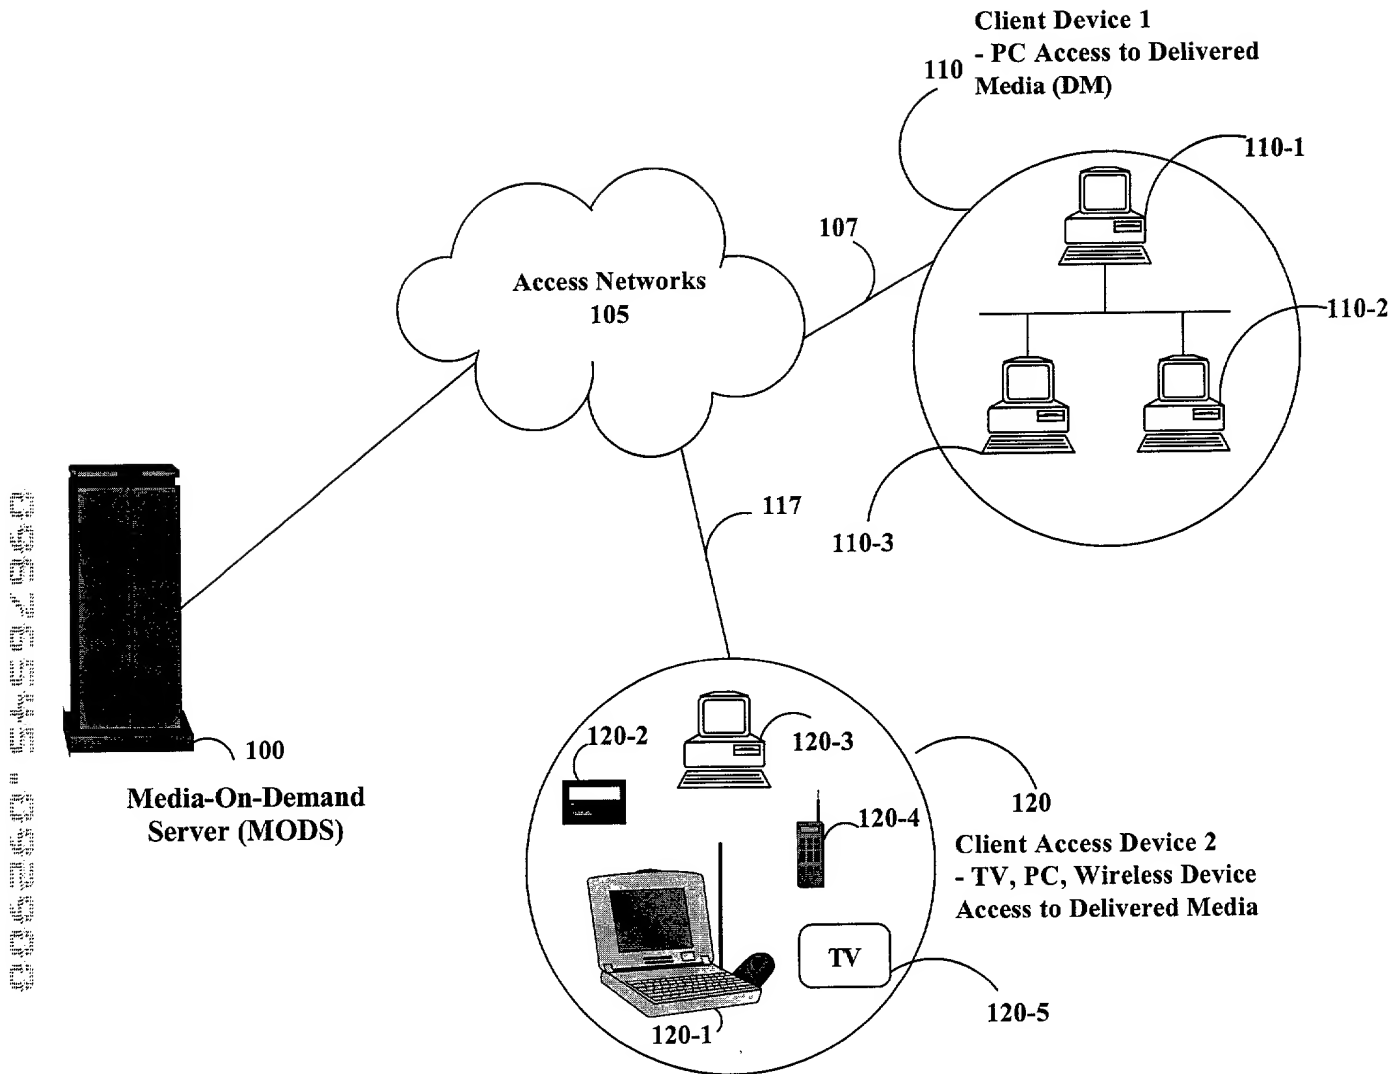 Client Device 1
- PC Access to Delivered
Media (DM)
110
110-1
107
Access Networks
105
110-2
117
110-3
100
Media-On-Demand
Server (MODS)
120-2
120-3
120
120-4
Client Access Device 2
- TV, PC, Wireless Device
Access to Delivered Media
TV
120-5
120-1